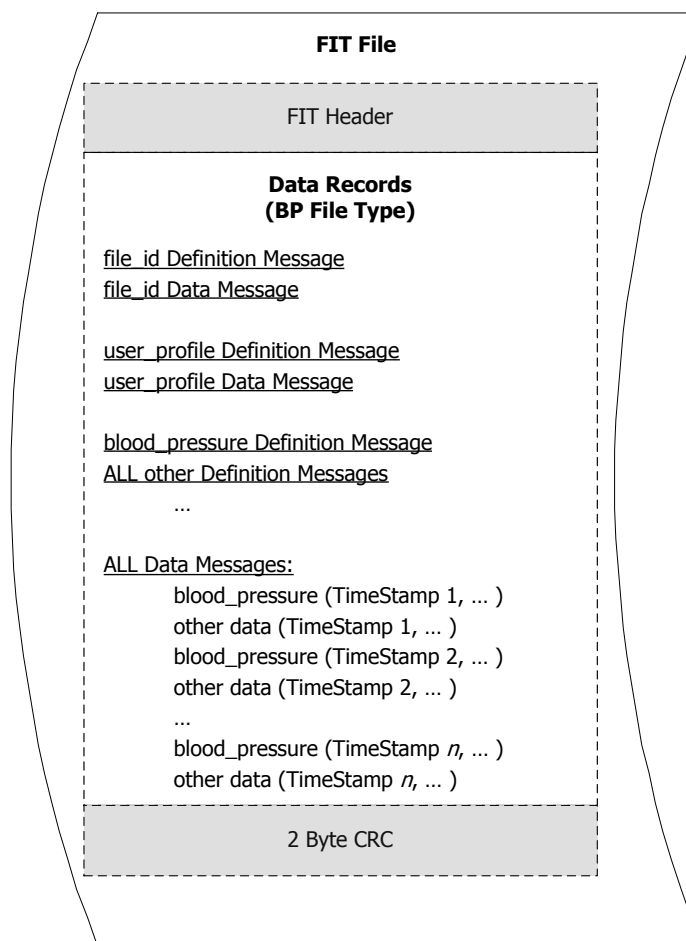 FIT File
FIT Header
Data Records
(BP File Type)
file_id Definition Message
file_id Data Message
user_profile Definition Message
user_profile Data Message
blood_pressure Definition Message
ALL other Definition Messages
…
ALL Data Messages:
blood_pressure (TimeStamp 1, … )
other data (TimeStamp 1, … )
blood_pressure (TimeStamp 2, … )
other data (TimeStamp 2, … )
…
blood_pressure (TimeStamp n, … )
other data (TimeStamp n, … )
2 Byte CRC